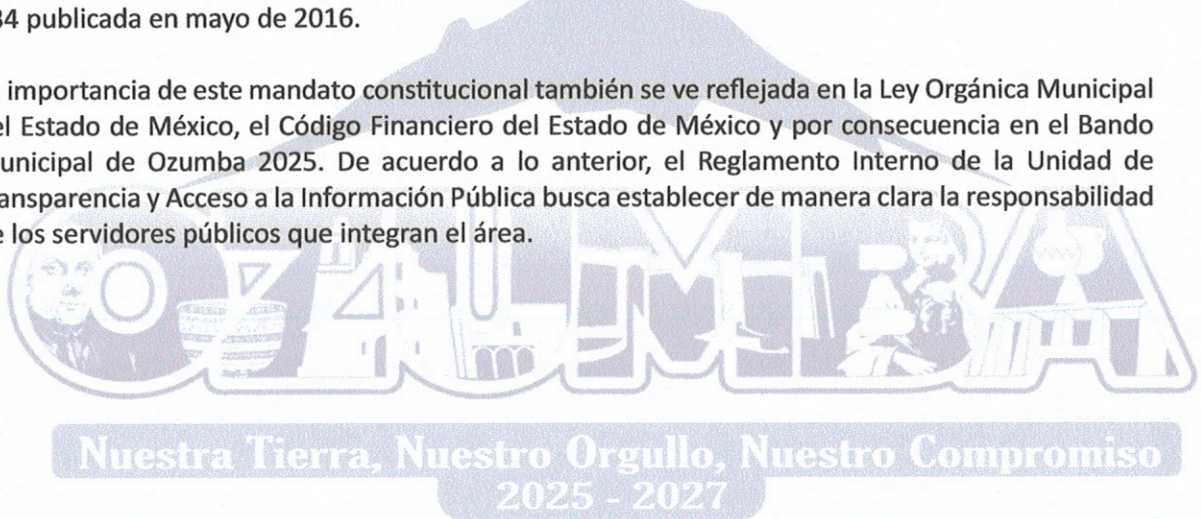 34 publicada en mayo de 2016.
importancia de este mandato constitucional también se ve reflejada en la Ley Orgánica Municipal
el Estado de México, el Código Financiero del Estado de México y por consecuencia en el Bando
unicipal de Ozumba 2025. De acuerdo a lo anterior, el Reglamento Interno de la Unidad de
ransparencia y Acceso a la Información Pública busca establecer de manera clara la responsabilidad
e los servidores públicos que integran el área.
OZUMBA
Nuestra Tierra, Nuestro Orgullo, Nuestro Compromiso
2025 - 2027